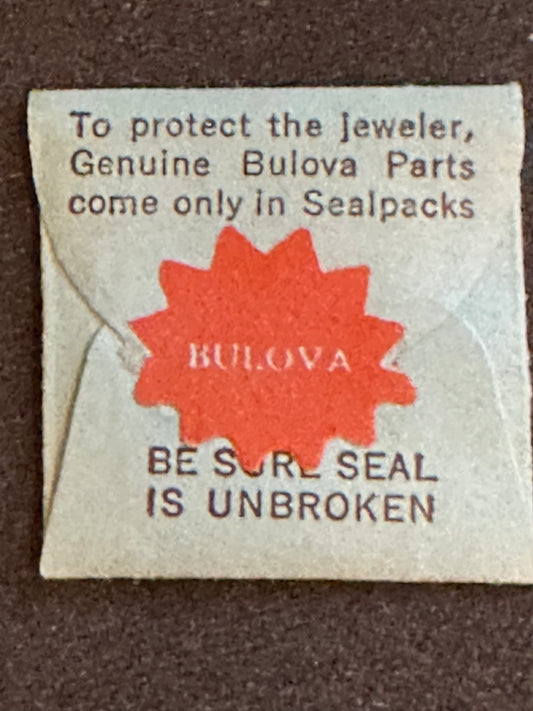 To protect the Jeweler,
Genuine Bulova Parts
come only in Sealpacks
BULOVA
BE SURE SEAL
IS UNBROKEN